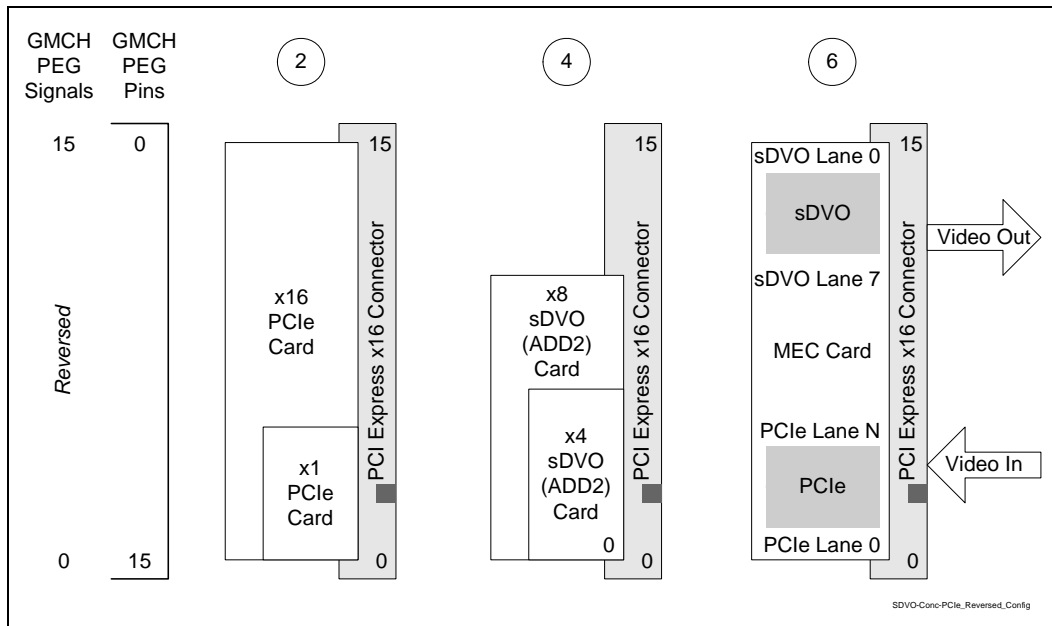 GMCH
PEG
Signals
GMCH
PEG
Pins
2
4
6
15
0
15
15
15
Reversed
0
15
x16
PCIe
Card
x1
PCIe
Card
PCI Express x16 Connector
0
x8
sDVO
(ADD2)
Card
x4
sDVO
(ADD2)
Card
0
PCI Express x16 Connector
0
sDVO Lane 0
sDVO
sDVO Lane 7
MEC Card
PCIe Lane N
PCIe
PCIe Lane 0
PCI Express x16 Connector
0
Video Out
Video In
SDVO-Conc-PCIe_Reversed_Config